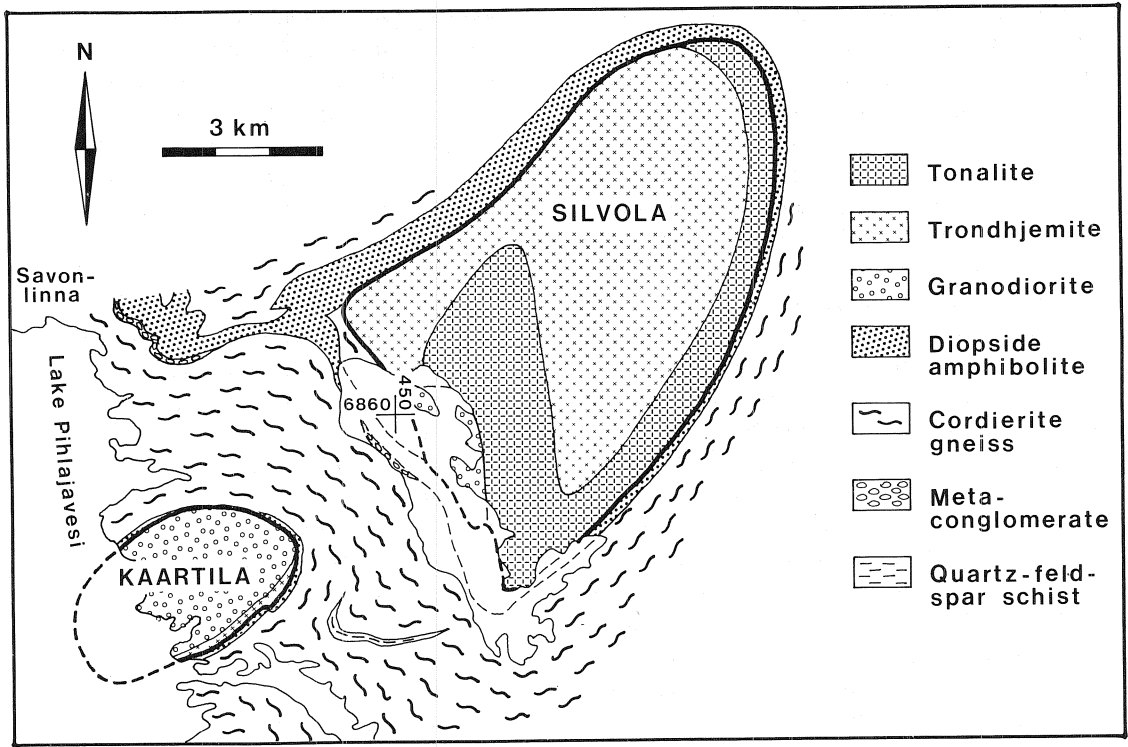 N
3 km
SILVOLA
Savon-
linna
Lake Pihlajavesi
6860
450
KAARTILA
Tonalite
Trondhjemite
Granodiorite
Diopside
amphibolite
Cordierite
gneiss
Meta-
conglomerate
Quartz-feld-
spar schist